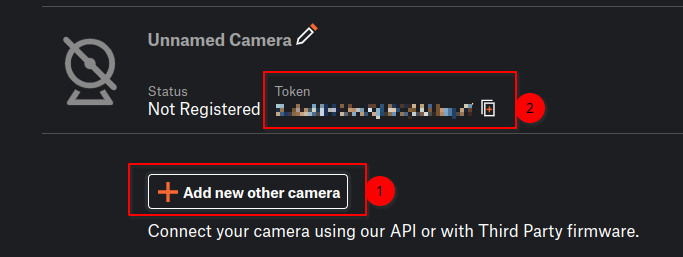 Unnamed Camera
Status
Not Registered
Token
2
Add new other camera
1
Connect your camera using our API or with Third Party firmware.